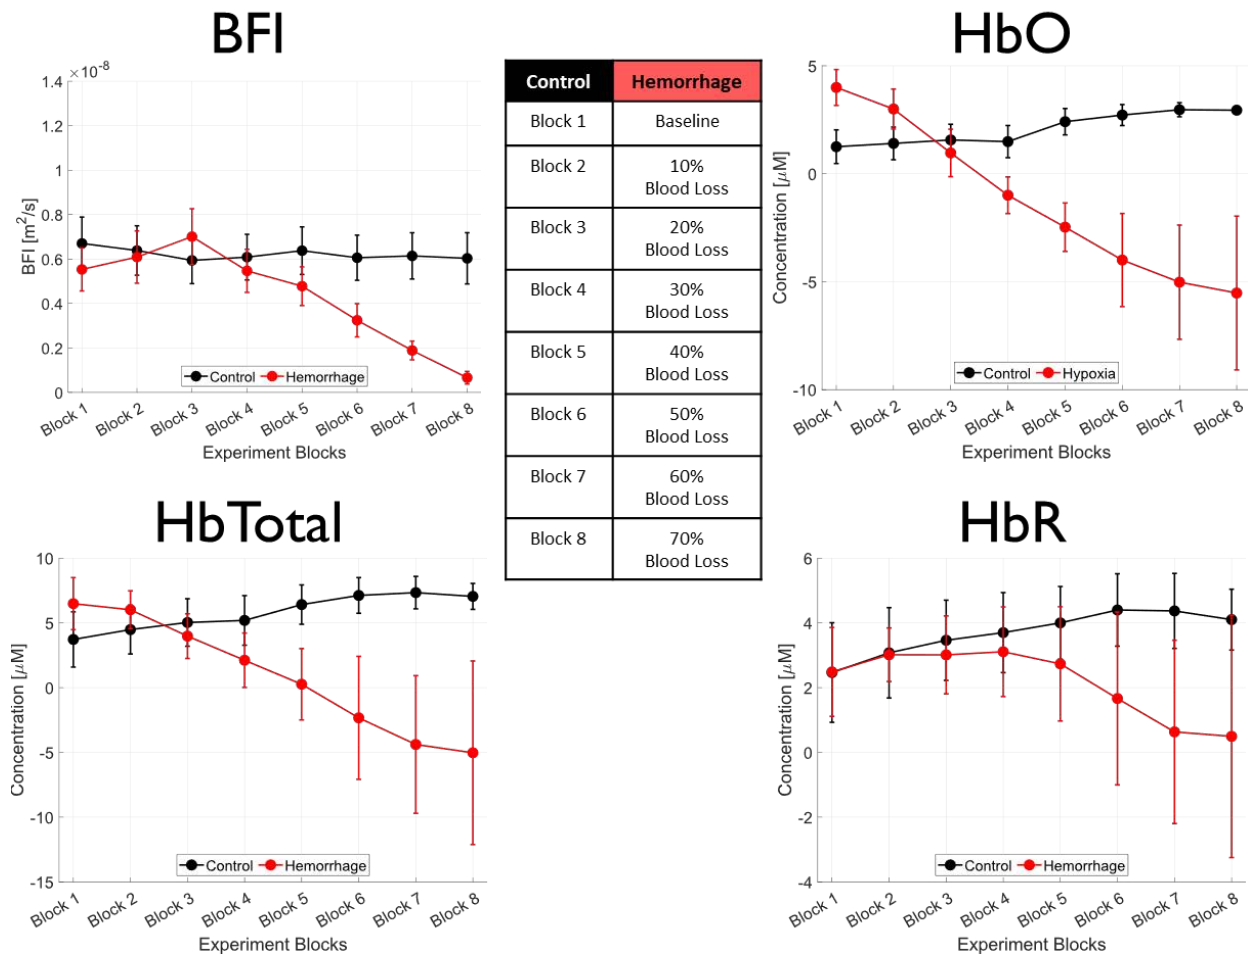 BFI
×10⁻⁸
1.4
1.2
1
0.8
0.6
0.4
0.2
0
BFI [m²/s]
Control Hemorrhage
Block 1 Block 2 Block 3 Block 4 Block 5 Block 6 Block 7 Block 8
Experiment Blocks
Control Hemorrhage
Block 1 Baseline
Block 2 10%
Blood Loss
Block 3 20%
Blood Loss
Block 4 30%
Blood Loss
Block 5 40%
Blood Loss
Block 6 50%
Blood Loss
Block 7 60%
Blood Loss
Block 8 70%
Blood Loss
HbO
5
0
-5
-10
Concentration [μM]
Control Hypoxia
Block 1 Block 2 Block 3 Block 4 Block 5 Block 6 Block 7 Block 8
Experiment Blocks
HbTotal
10
5
0
-5
-10
-15
Concentration [μM]
Control Hemorrhage
Block 1 Block 2 Block 3 Block 4 Block 5 Block 6 Block 7 Block 8
Experiment Blocks
HbR
6
4
2
0
-2
-4
Concentration [μM]
Control Hemorrhage
Block 1 Block 2 Block 3 Block 4 Block 5 Block 6 Block 7 Block 8
Experiment Blocks